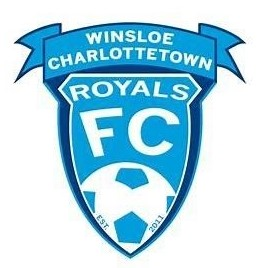 WINSLOE
CHARLOTTETOWN
ROYALS
FC
EST. 2011